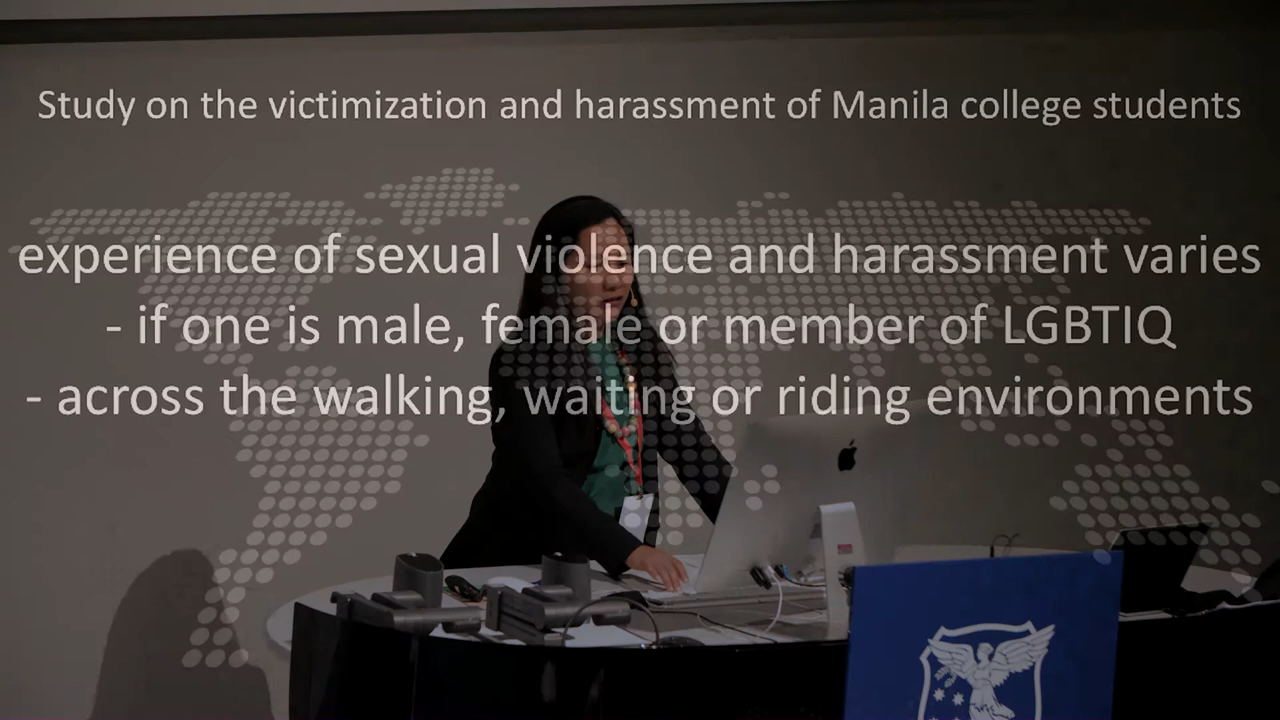 Study on the victimization and harassment of Manila college students
experience of sexual violence and harassment varies
- if one is male, female or member of LGBTIQ
- across the walking, waiting or riding environments